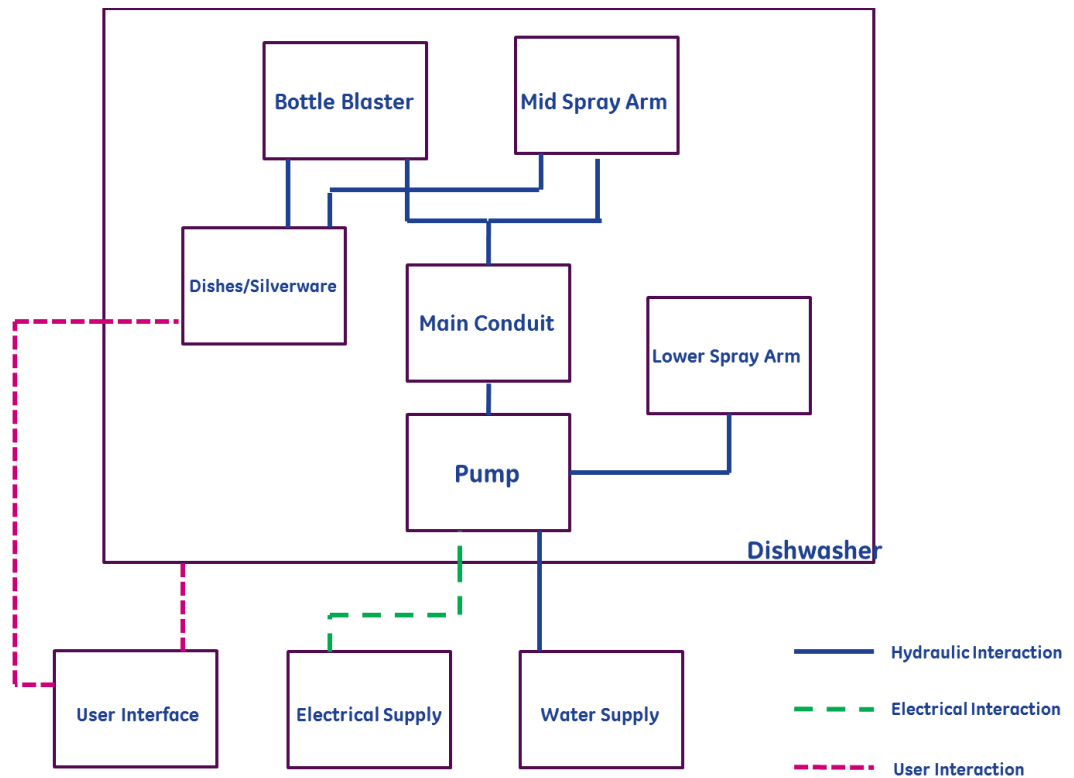 Bottle Blaster
Mid Spray Arm
Dishes/Silverware
Main Conduit
Lower Spray Arm
Pump
Dishwasher
User Interface
Electrical Supply
Water Supply
Hydraulic Interaction
Electrical Interaction
User Interaction